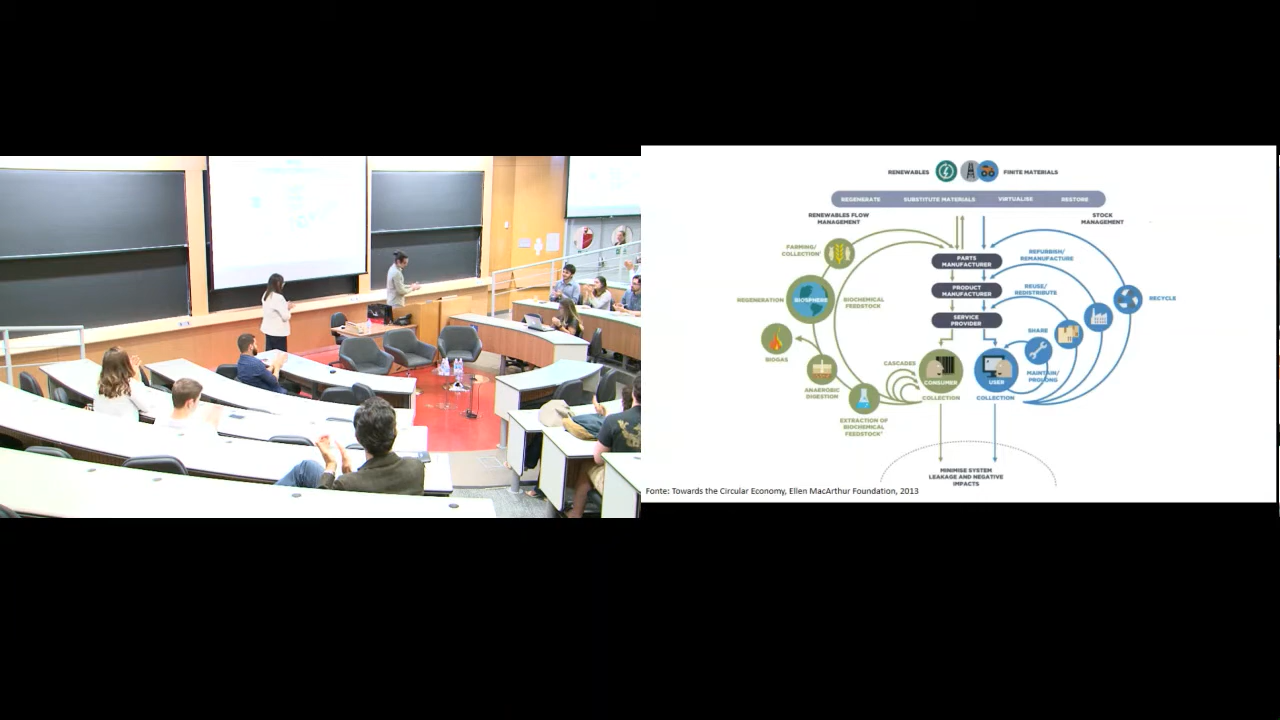 RENEWABLES
FINITE MATERIALS
REGENERATE
SUBSTITUTE MATERIALS
VIRTUALISE
RESTORE
RENEWABLES FLOW
MANAGEMENT
STOCK
MANAGEMENT
FARMING/
COLLECTION¹
PARTS
MANUFACTURER
REFURBISH/
REMANUFACTURE
PRODUCT
MANUFACTURER
REUSE/
REDISTRIBUTE
REGENERATION
BIOSPHERE
BIOCHEMICAL
FEEDSTOCK
RECYCLE
SERVICE
PROVIDER
SHARE
BIOGAS
CASCADES
MAINTAIN/
PROLONG
ANAEROBIC
DIGESTION
CONSUMER
USER
COLLECTION
COLLECTION
EXTRACTION OF
BIOCHEMICAL
FEEDSTOCK²
MINIMISE SYSTEM
LEAKAGE AND NEGATIVE
IMPACTS
Fonte: Towards the Circular Economy, Ellen MacArthur Foundation, 2013